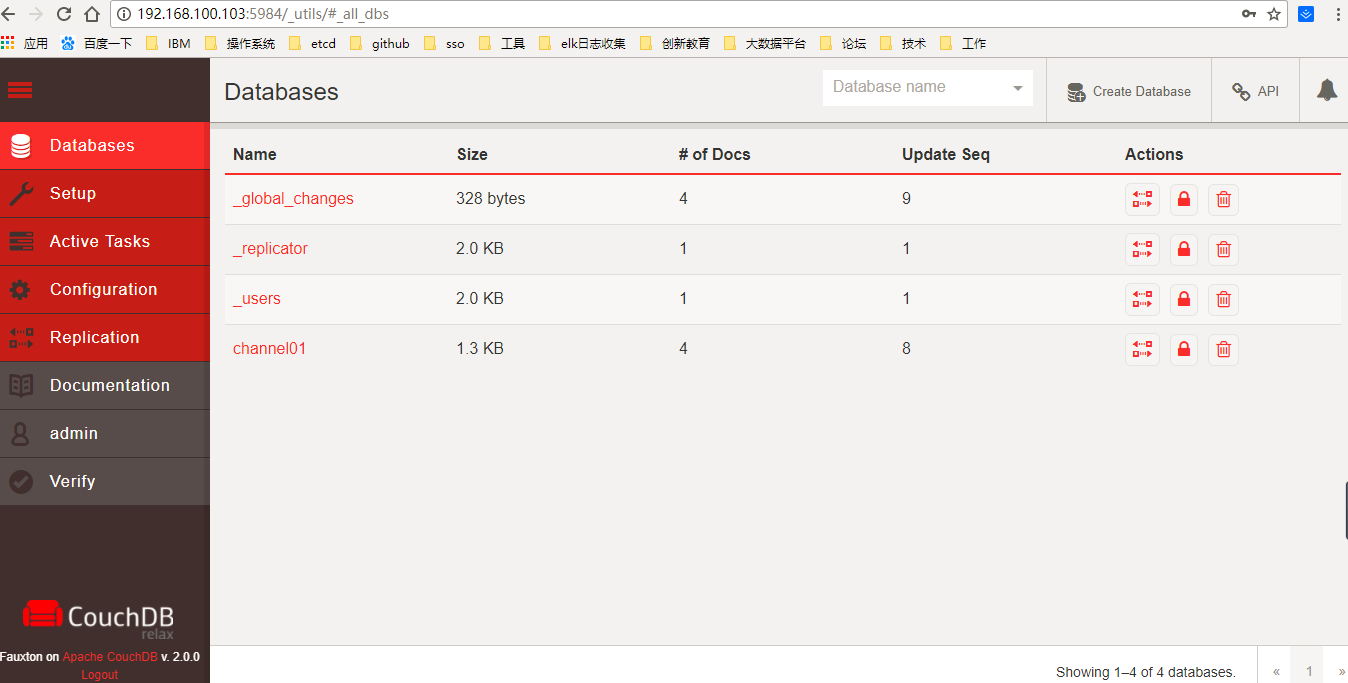 192.168.100.103:5984/_utils/#_all_dbs
应用 百度一下 IBM 操作系统 etcd github sso 工具 elk日志收集 创新教育 大数据平台 论坛 技术 工作
Databases
Database name
Create Database
API
Databases
Setup
Active Tasks
Configuration
Replication
Documentation
admin
Verify
Name Size # of Docs Update Seq Actions
_global_changes 328 bytes 4 9
_replicator 2.0 KB 1 1
_users 2.0 KB 1 1
channel01 1.3 KB 4 8
CouchDB
relax
Fauxton on Apache CouchDB v. 2.0.0
Logout
Showing 1–4 of 4 databases. « 1 »